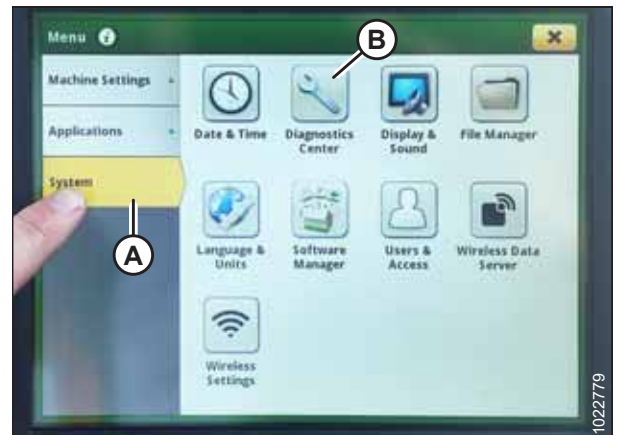 Menu i
B
Machine Settings
Applications
System
A
Date & Time
Diagnostics
Center
Display &
Sound
File Manager
Language &
Units
Software
Manager
Users &
Access
Wireless Data
Server
Wireless
Settings
1022779